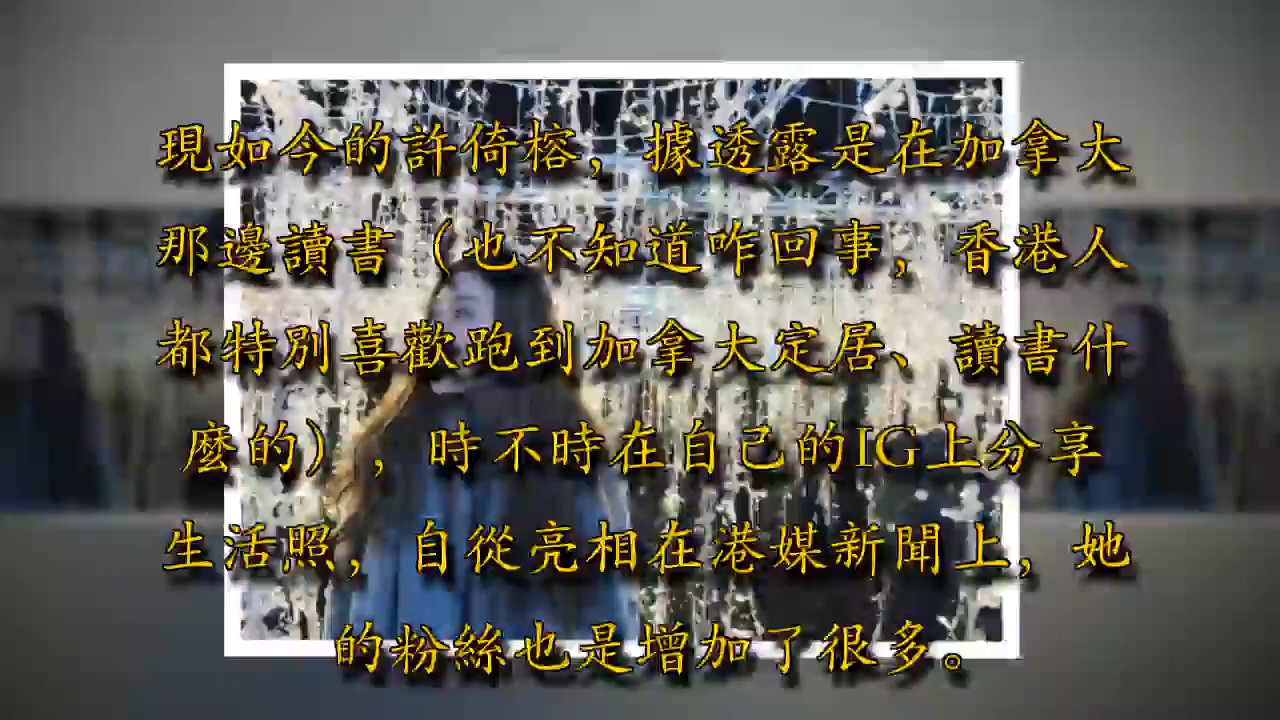 現如今的許倚榕，據透露是在加拿大
那邊讀書（也不知道咋回事，香港人
都特別喜歡跑到加拿大定居、讀書什
麼的），時不時在自己的IG上分享
生活照，自從亮相在港媒新聞上，她
的粉絲也是增加了很多。